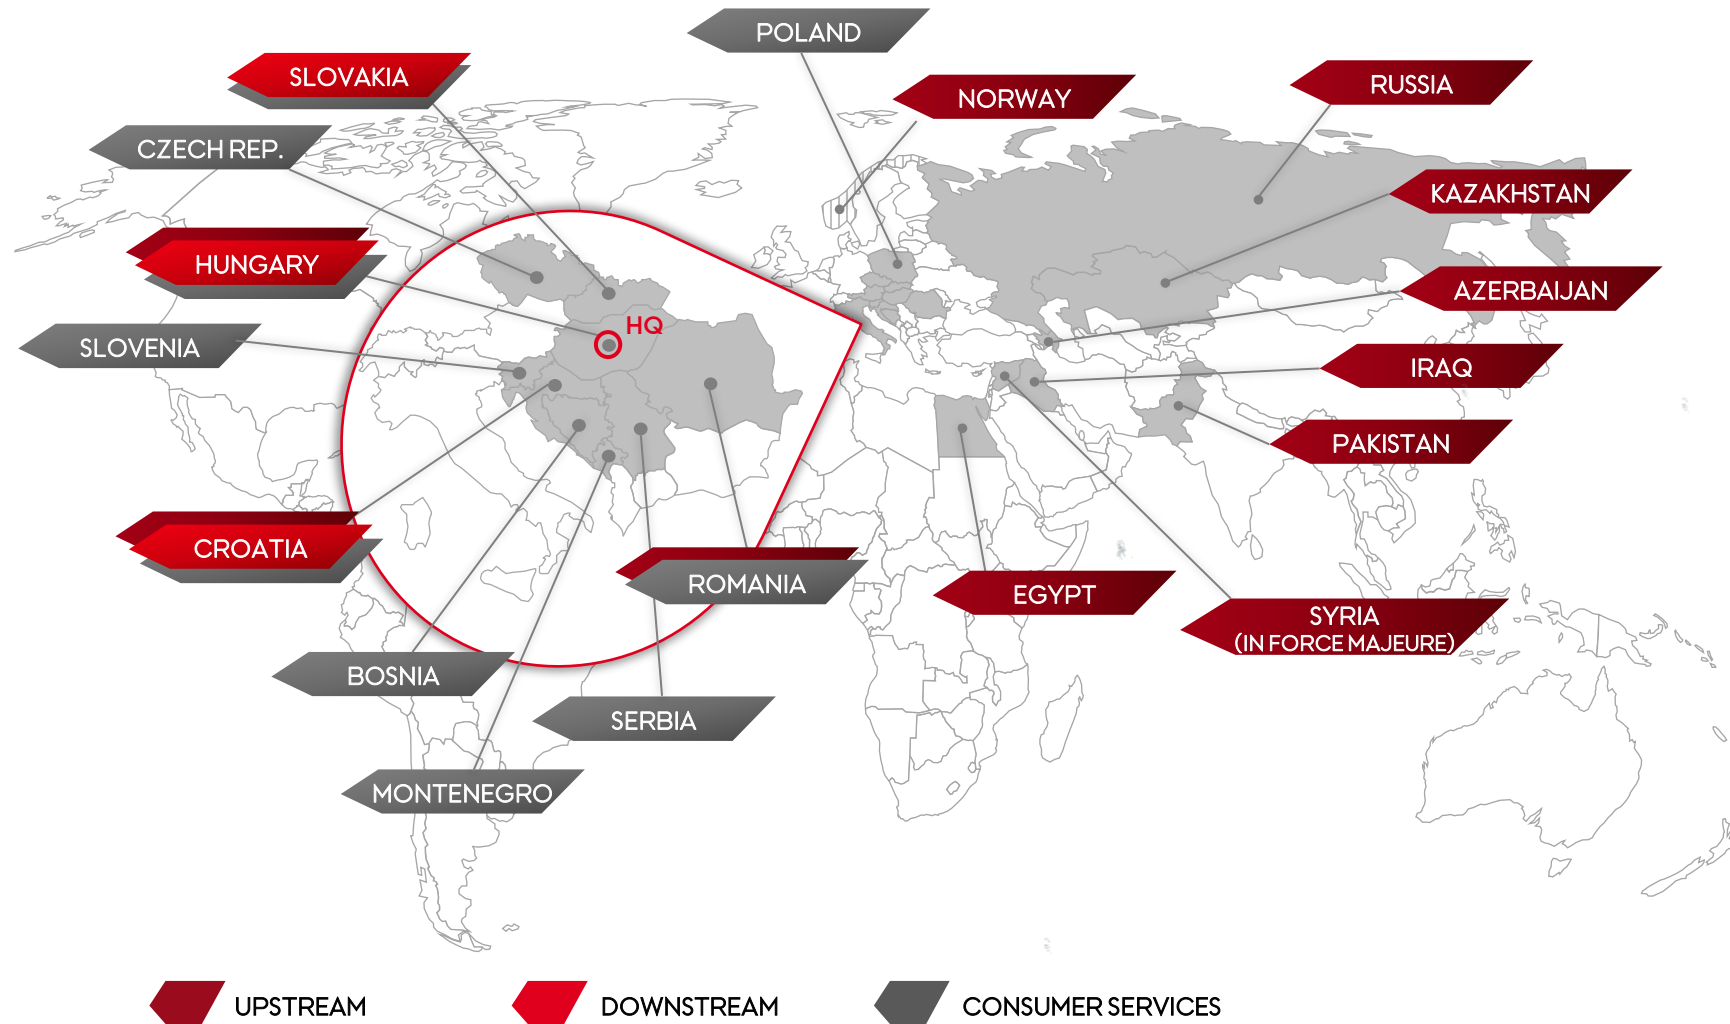 POLAND
SLOVAKIA
NORWAY
RUSSIA
CZECH REP.
KAZAKHSTAN
HUNGARY
AZERBAIJAN
HQ
SLOVENIA
IRAQ
PAKISTAN
CROATIA
ROMANIA
EGYPT
SYRIA
(IN FORCE MAJEURE)
BOSNIA
SERBIA
MONTENEGRO
UPSTREAM
DOWNSTREAM
CONSUMER SERVICES